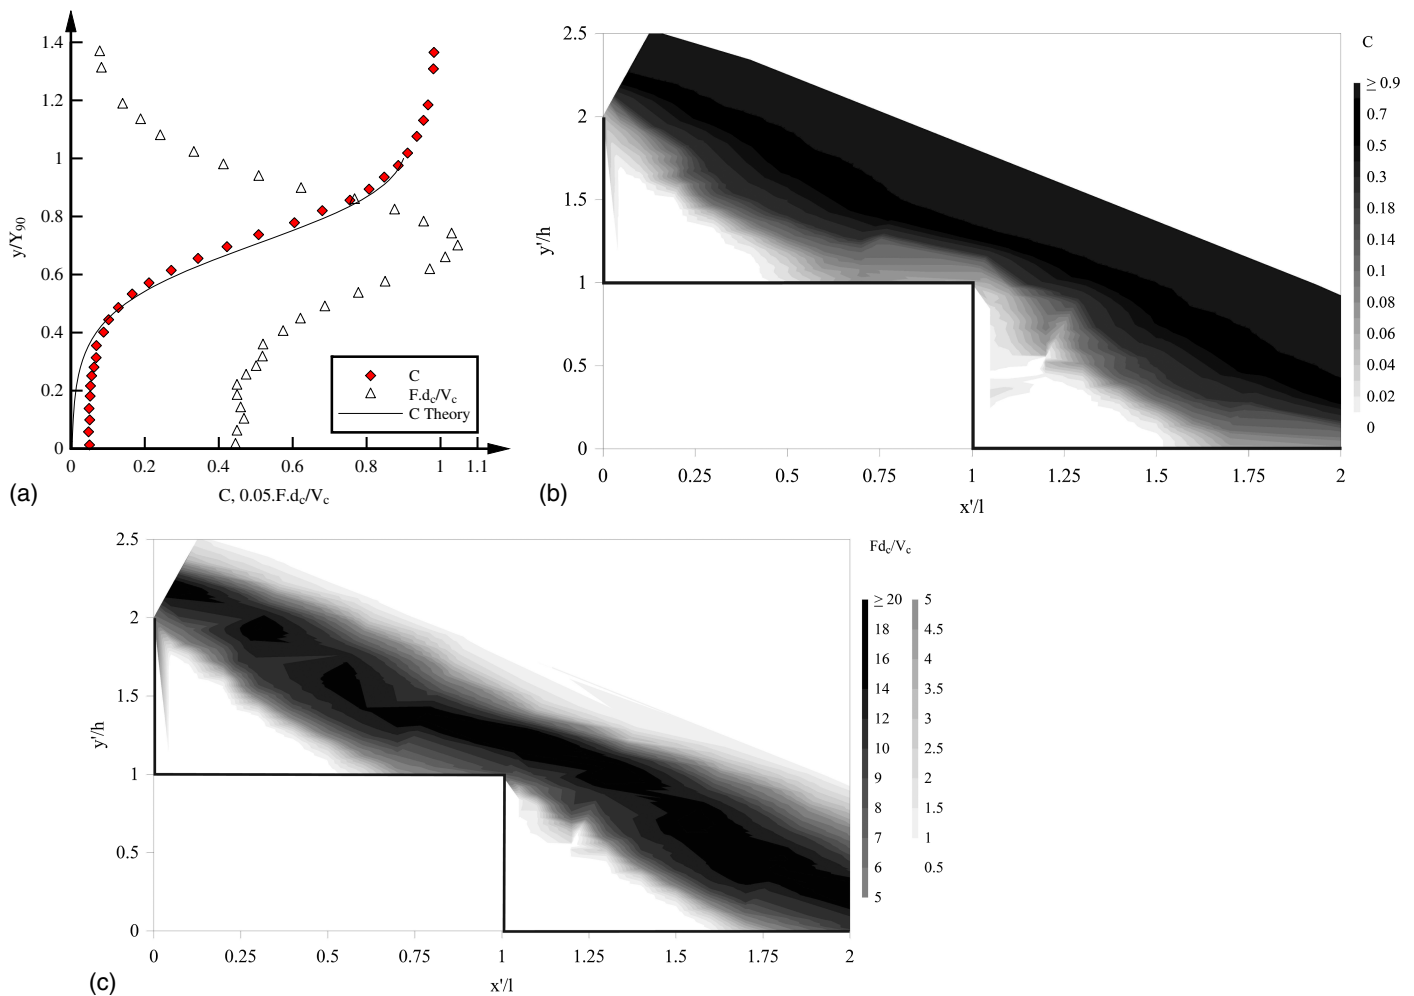 1.4
1.2
1
0.8
0.6
0.4
0.2
0
y/Y90
0 0.2 0.4 0.6 0.8 1 1.1
C, 0.05.F.dc/Vc
C
F.dc/Vc
C Theory
(a)
2.5
2
1.5
1
0.5
0
y'/h
0 0.25 0.5 0.75 1 1.25 1.5 1.75 2
x'/l
C
≥ 0.9
0.7
0.5
0.3
0.18
0.14
0.1
0.08
0.06
0.04
0.02
0
(b)
2.5
2
1.5
1
0.5
0
y'/h
0 0.25 0.5 0.75 1 1.25 1.5 1.75 2
x'/l
Fdc/Vc
≥ 20 5
18 4.5
16 4
14 3.5
12 3
10 2.5
9 2
8 1.5
7 1
6 0.5
5
(c)